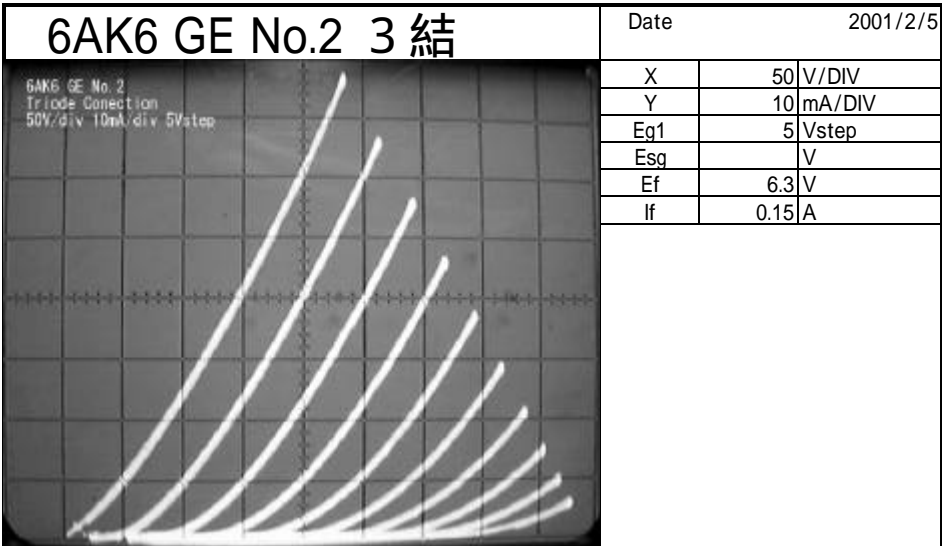 6AK6 GE No.2 3結
Date 2001/2/5
6AK6 GE No.2
Triode Conection
50V/div 10mA/div 5Vstep
X 50 V/DIV
Y 10 mA/DIV
Eg1 5 Vstep
Esg V
Ef 6.3 V
If 0.15 A